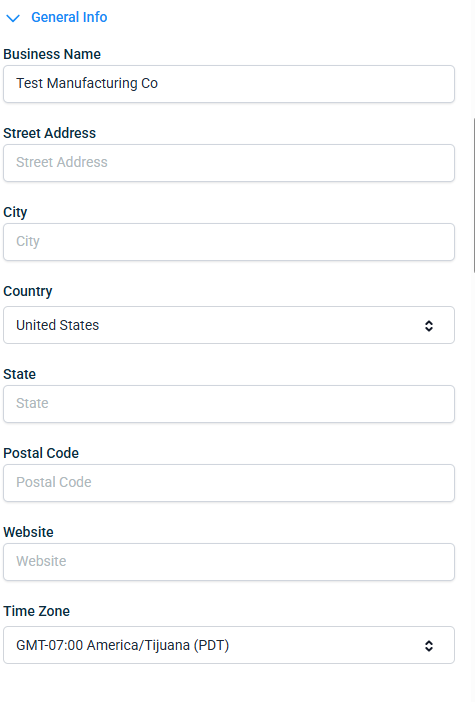 General Info
Business Name
Test Manufacturing Co
Street Address
Street Address
City
City
Country
United States
State
State
Postal Code
Postal Code
Website
Website
Time Zone
GMT-07:00 America/Tijuana (PDT)